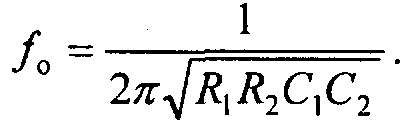 f₀ = 1 / (2π√(R₁R₂C₁C₂)).